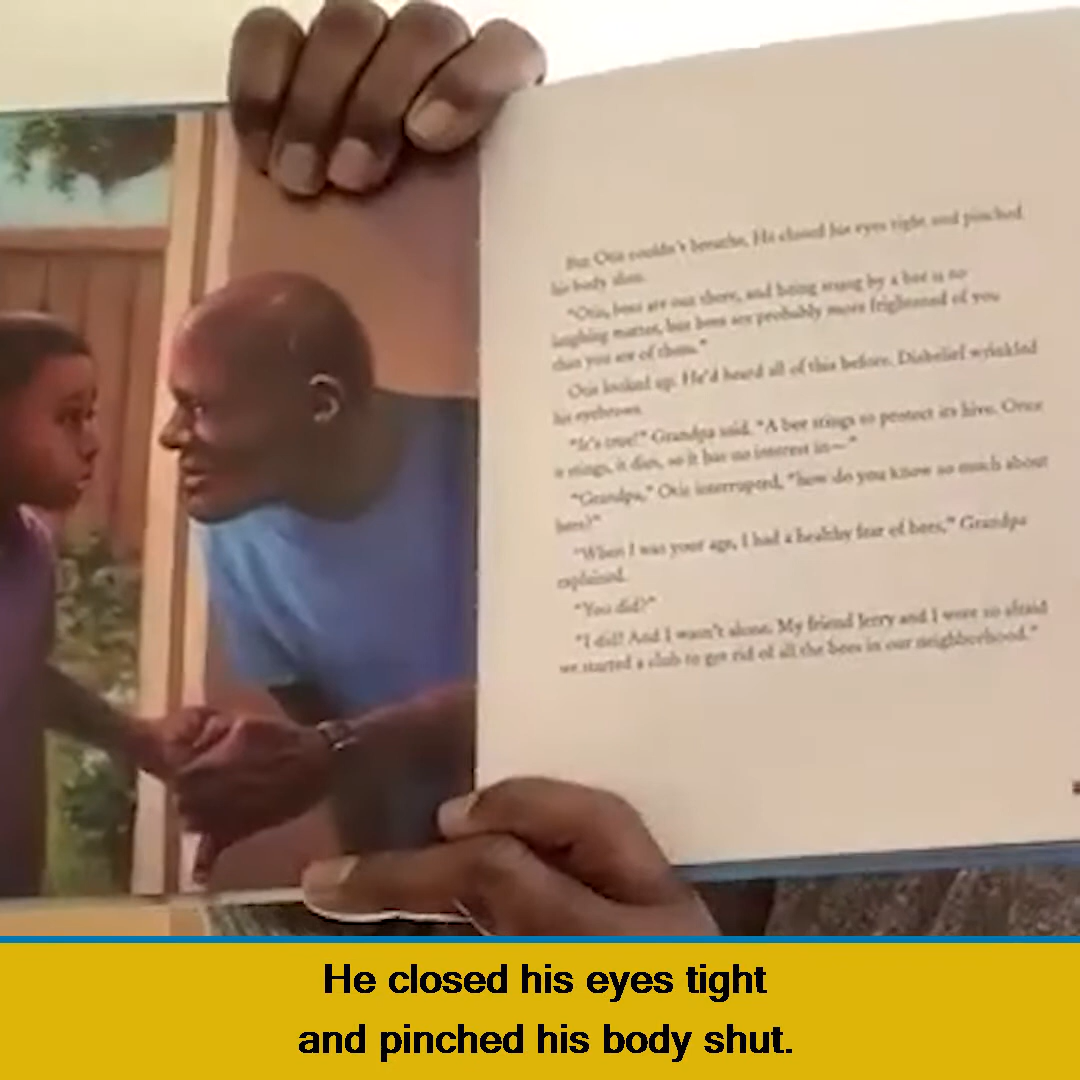 But Otis couldn't breathe. He closed his eyes tight and pinched
his body shut.
"Otis, bees are out there, and being stung by a bee is no
laughing matter, but bees are probably more frightened of you
than you are of them."
Otis looked up. He'd heard all of this before. Disbelief wrinkled
his eyebrows.
"It's true!" Grandpa said. "A bee stings to protect its hive. Once
it stings, it dies, so it has no interest in—"
"Grandpa," Otis interrupted, "how do you know so much about
bees?"
"When I was your age, I had a healthy fear of bees," Grandpa
explained.
"You did?"
"I did! And I wasn't alone. My friend Jerry and I were so afraid
we started a club to get rid of all the bees in our neighborhood."
He closed his eyes tight
and pinched his body shut.